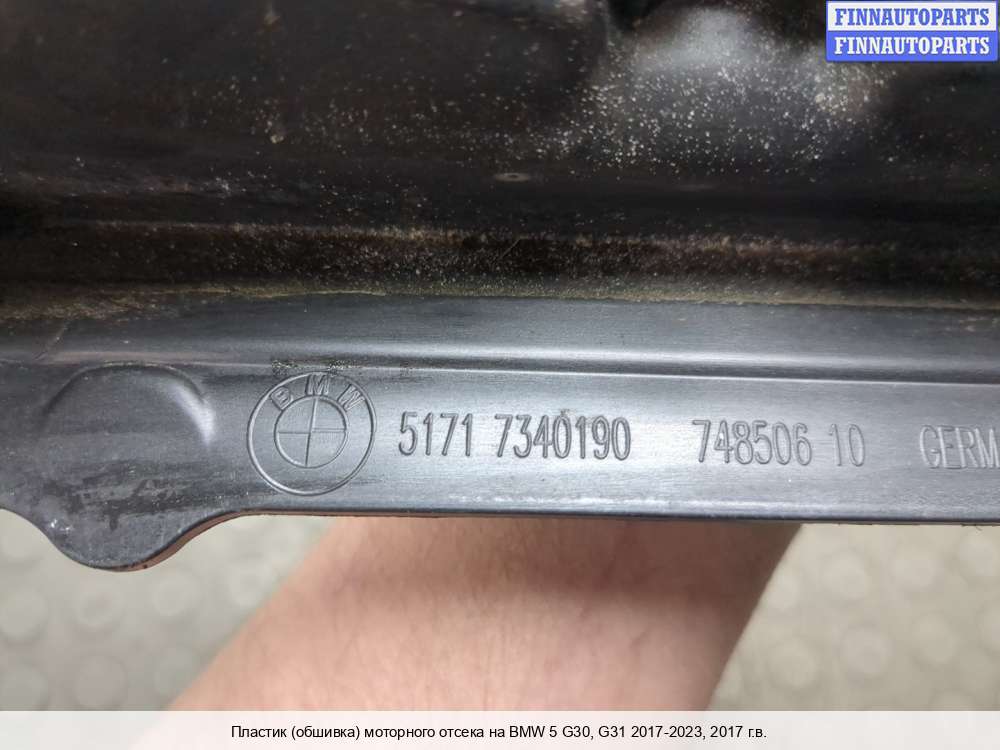 FINNAUTOPARTS
FINNAUTOPARTS
BMW
5171 7340190 748506 10 GERM
Пластик (обшивка) моторного отсека на BMW 5 G30, G31 2017-2023, 2017 г.в.